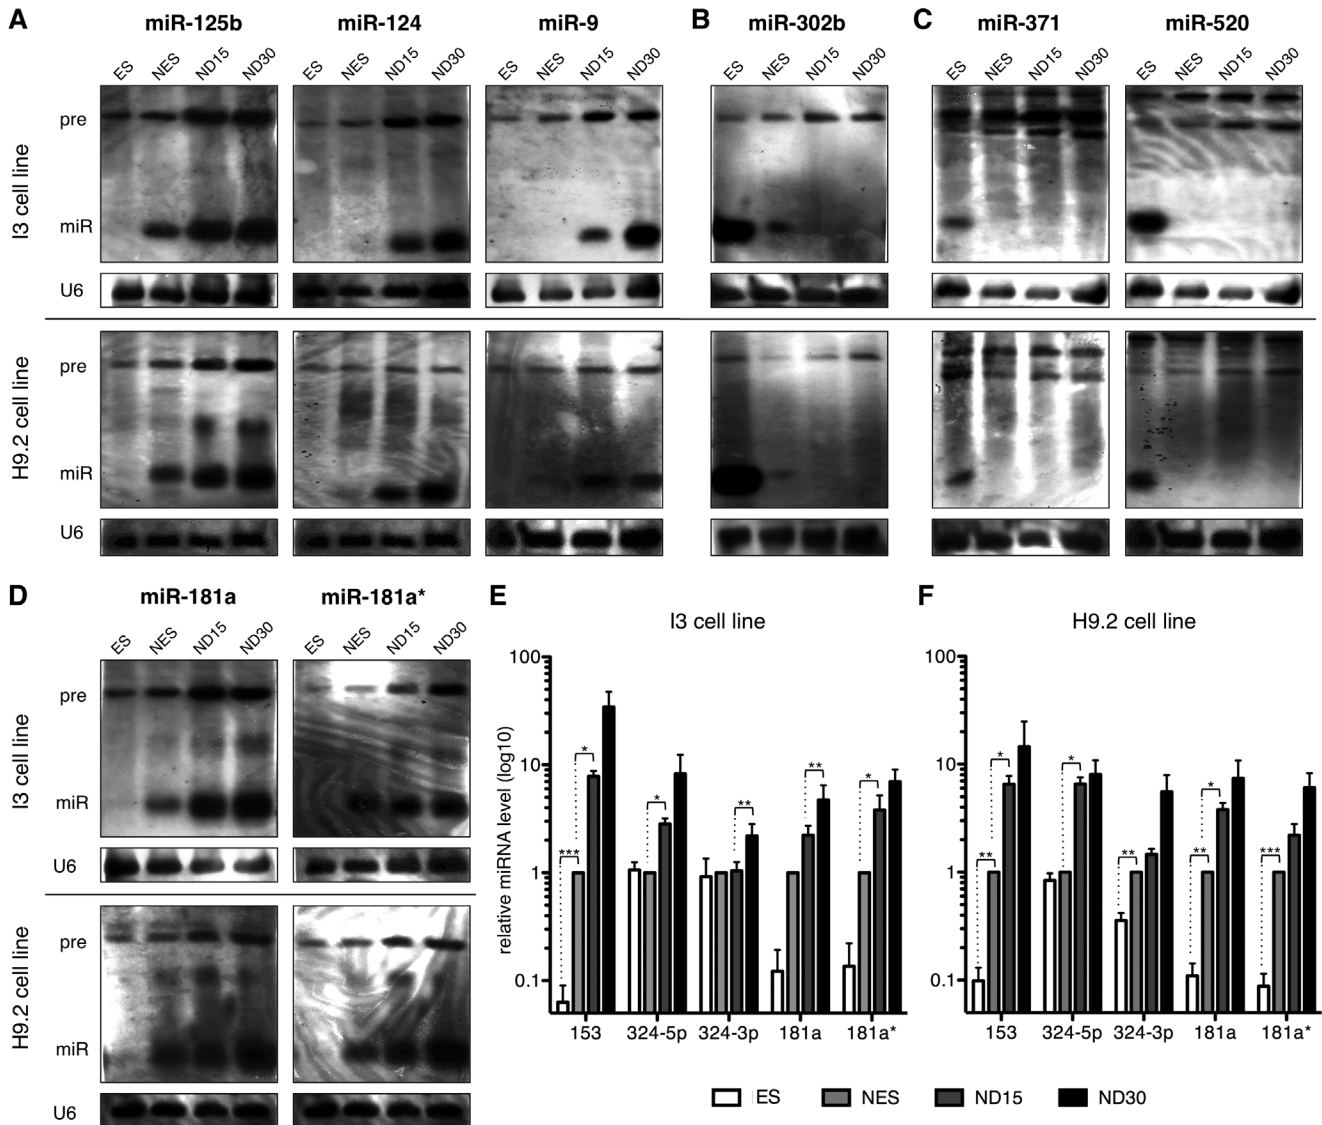 A
miR-125b
miR-124
miR-9
B
miR-302b
C
miR-371
miR-520
ES NES ND15 ND30
ES NES ND15 ND30
ES NES ND15 ND30
ES NES ND15 ND30
ES NES ND15 ND30
ES NES ND15 ND30
I3 cell line
pre
miR
U6
H9.2 cell line
pre
miR
U6
D
miR-181a
miR-181a*
ES NES ND15 ND30
ES NES ND15 ND30
I3 cell line
pre
miR
U6
H9.2 cell line
pre
miR
U6
E
I3 cell line
relative miRNA level (log10)
100
10
1
0.1
***
*
*
**
**
*
153 324-5p 324-3p 181a 181a*
F
H9.2 cell line
100
10
1
0.1
**
*
*
**
**
*
***
153 324-5p 324-3p 181a 181a*
ES NES ND15 ND30